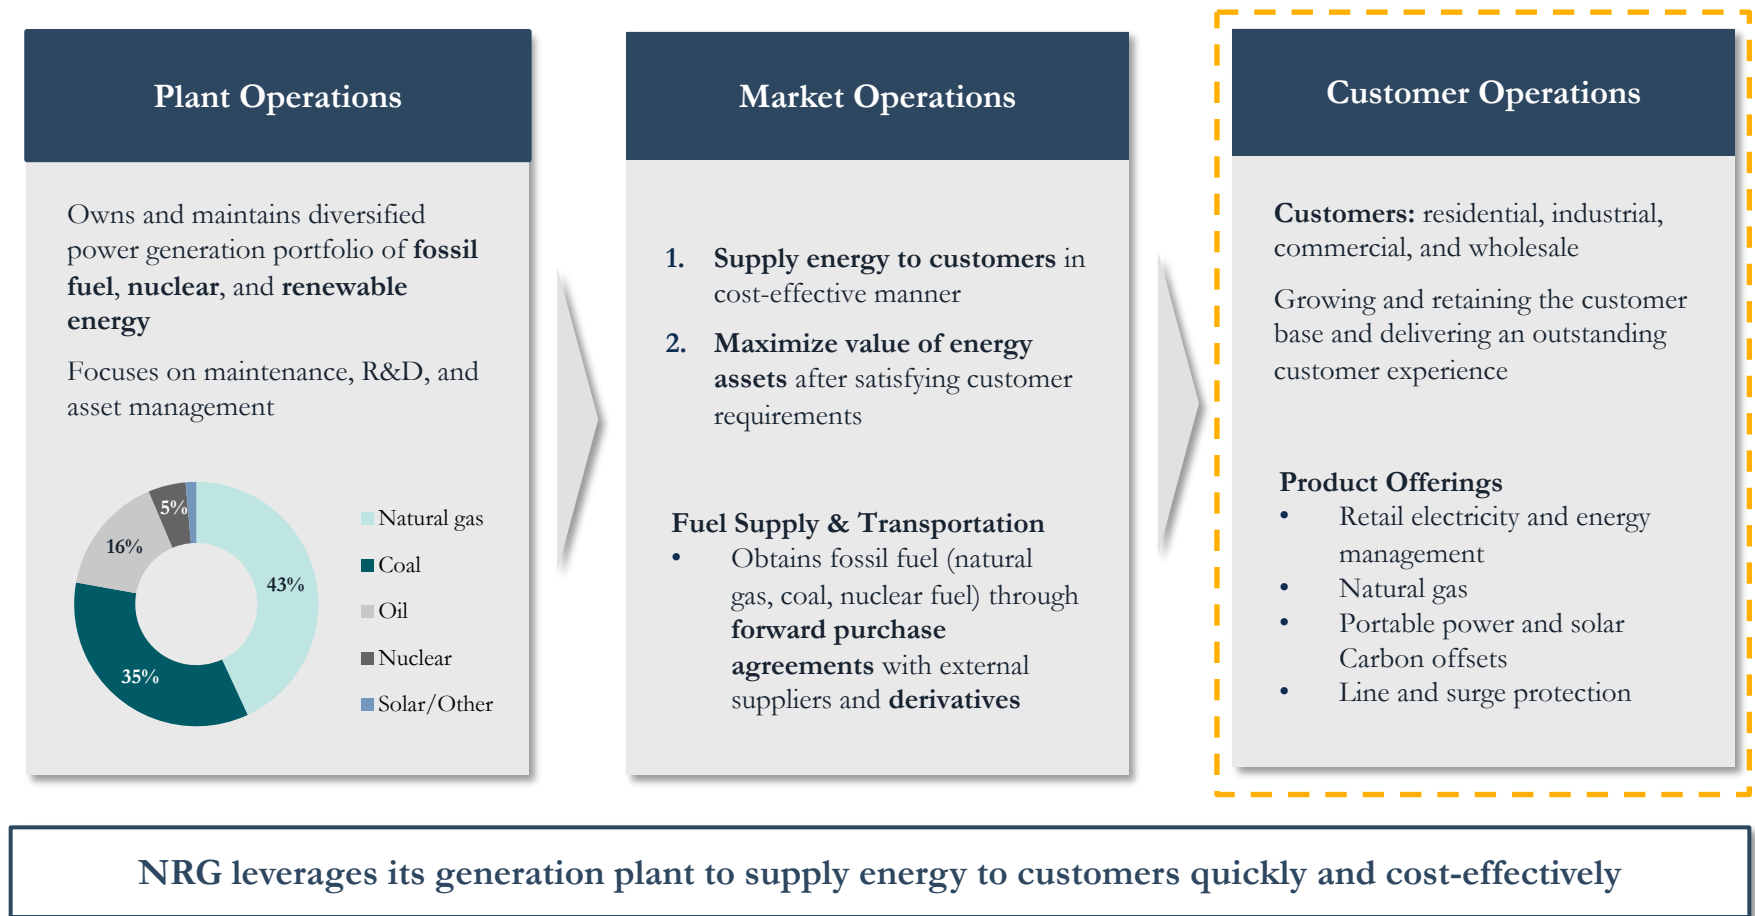 Plant Operations
Owns and maintains diversified
power generation portfolio of fossil
fuel, nuclear, and renewable
energy
Focuses on maintenance, R&D, and
asset management
5%
16%
43%
35%
Natural gas
Coal
Oil
Nuclear
Solar/Other
Market Operations
1. Supply energy to customers in
cost-effective manner
2. Maximize value of energy
assets after satisfying customer
requirements
Fuel Supply & Transportation
• Obtains fossil fuel (natural
gas, coal, nuclear fuel) through
forward purchase
agreements with external
suppliers and derivatives
Customer Operations
Customers: residential, industrial,
commercial, and wholesale
Growing and retaining the customer
base and delivering an outstanding
customer experience
Product Offerings
• Retail electricity and energy
management
• Natural gas
• Portable power and solar
Carbon offsets
• Line and surge protection
NRG leverages its generation plant to supply energy to customers quickly and cost-effectively